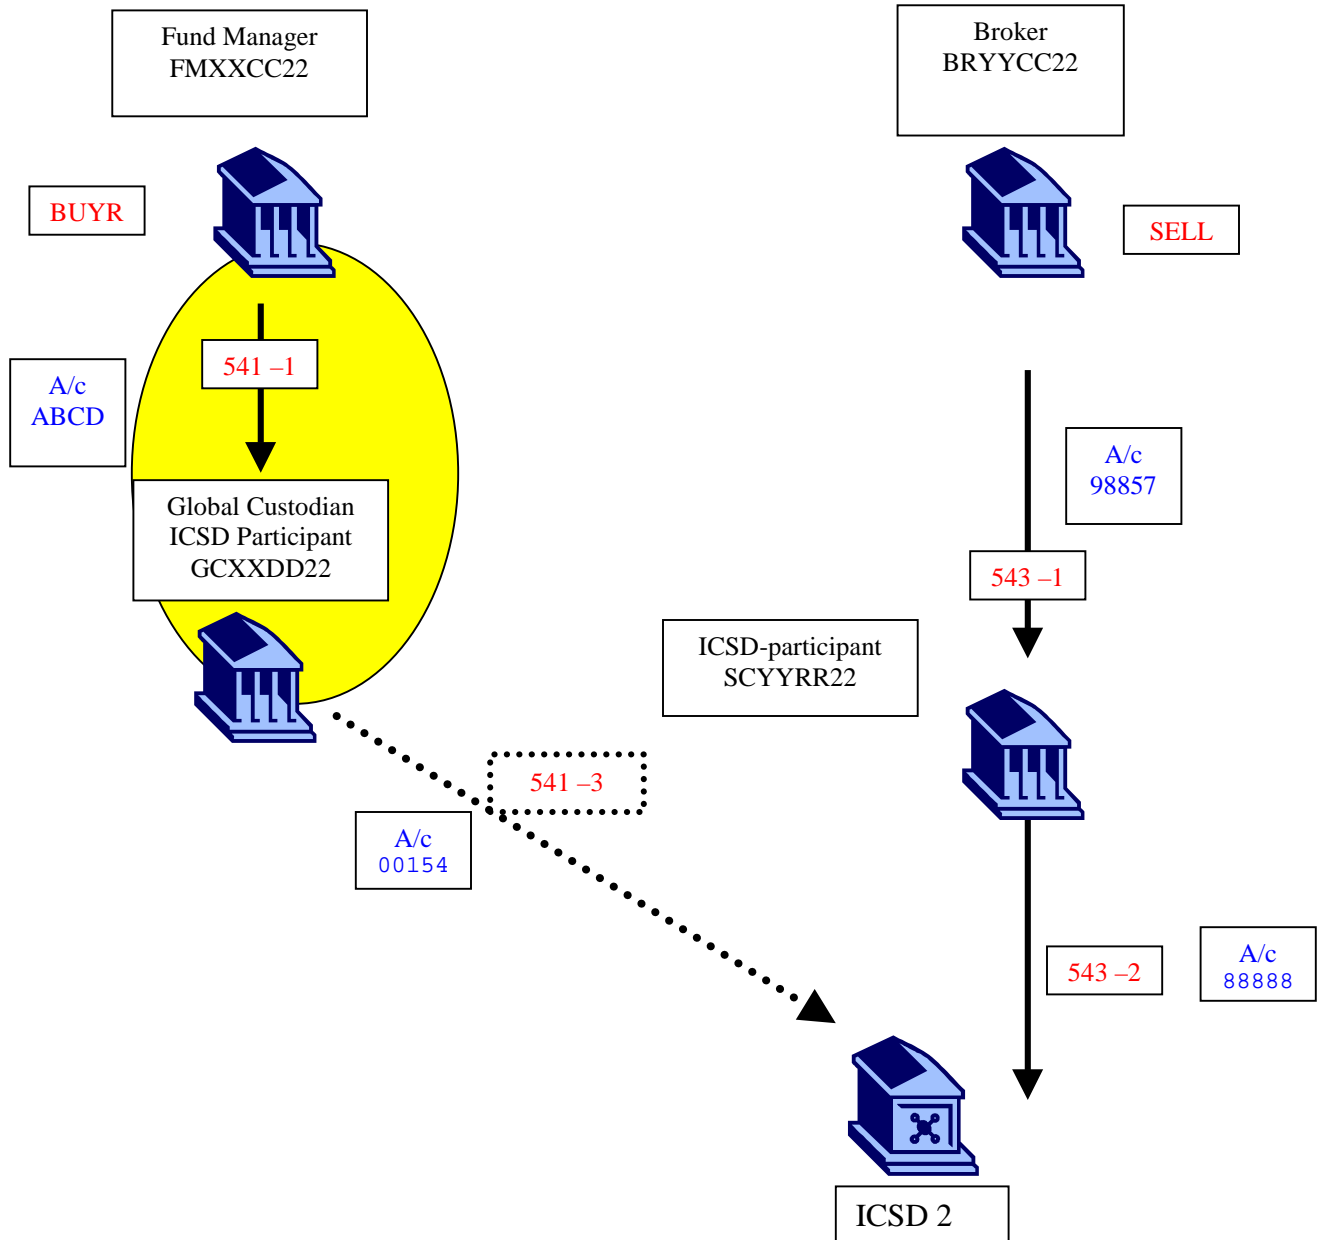 Fund Manager
FMXXCC22
Broker
BRYYCC22
BUYR
SELL
541 –1
A/c
ABCD
A/c
98857
Global Custodian
ICSD Participant
GCXXDD22
543 –1
ICSD-participant
SCYYRR22
541 –3
A/c
00154
543 –2
A/c
88888
ICSD 2